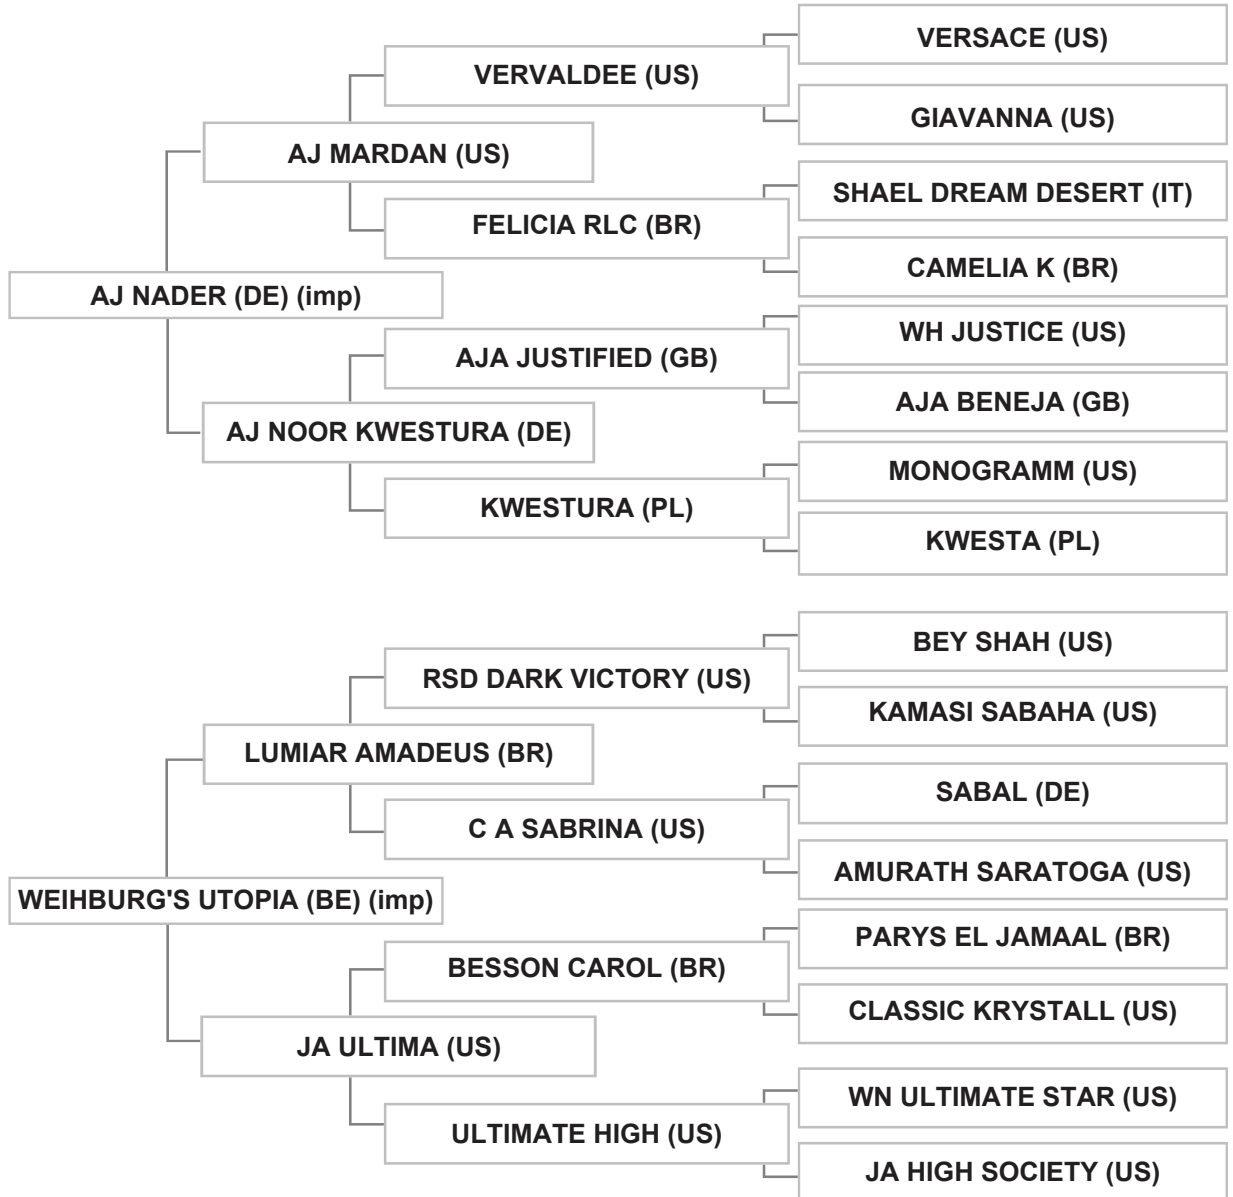 VERSACE (US)
VERVALDEE (US)
GIAVANNA (US)
AJ MARDAN (US)
SHAEL DREAM DESERT (IT)
FELICIA RLC (BR)
CAMELIA K (BR)
AJ NADER (DE) (imp)
WH JUSTICE (US)
AJA JUSTIFIED (GB)
AJA BENEJA (GB)
AJ NOOR KWESTURA (DE)
MONOGRAMM (US)
KWESTURA (PL)
KWESTA (PL)
BEY SHAH (US)
RSD DARK VICTORY (US)
KAMASI SABAHA (US)
LUMIAR AMADEUS (BR)
SABAL (DE)
C A SABRINA (US)
AMURATH SARATOGA (US)
WEIHBURG'S UTOPIA (BE) (imp)
PARYS EL JAMAAL (BR)
BESSON CAROL (BR)
CLASSIC KRYSTALL (US)
JA ULTIMA (US)
WN ULTIMATE STAR (US)
ULTIMATE HIGH (US)
JA HIGH SOCIETY (US)